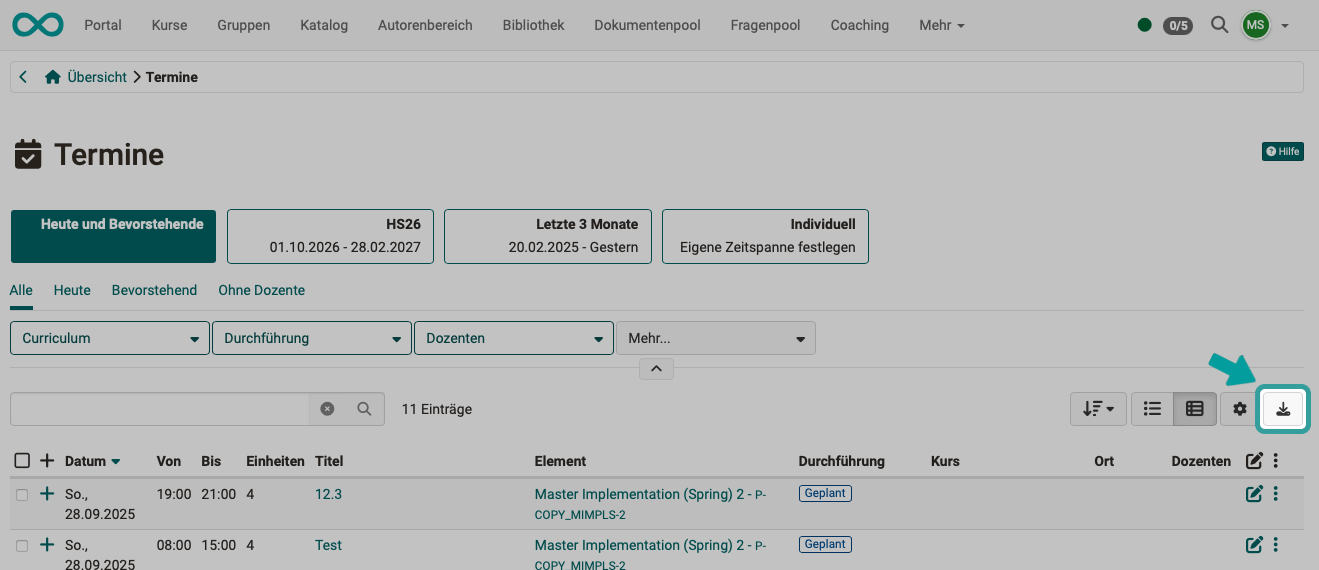 Portal Kurse Gruppen Katalog Autorenbereich Bibliothek Dokumentenpool Fragenpool Coaching Mehr 0/5 MS
Übersicht Termine
Termine
Hilfe
Heute und Bevorstehende
HS26
01.10.2026 - 28.02.2027
Letzte 3 Monate
20.02.2025 - Gestern
Individuell
Eigene Zeitspanne festlegen
Alle Heute Bevorstehend Ohne Dozente
Curriculum Durchführung Dozenten Mehr...
11 Einträge
Datum Von Bis Einheiten Titel Element Durchführung Kurs Ort Dozenten
So., 19:00 21:00 4 12.3 Master Implementation (Spring) 2 - P- Geplant
28.09.2025 COPY_MIMPLS-2
So., 08:00 15:00 4 Test Master Implementation (Spring) 2 - P- Geplant
28.09.2025 COPY_MIMPLS-2